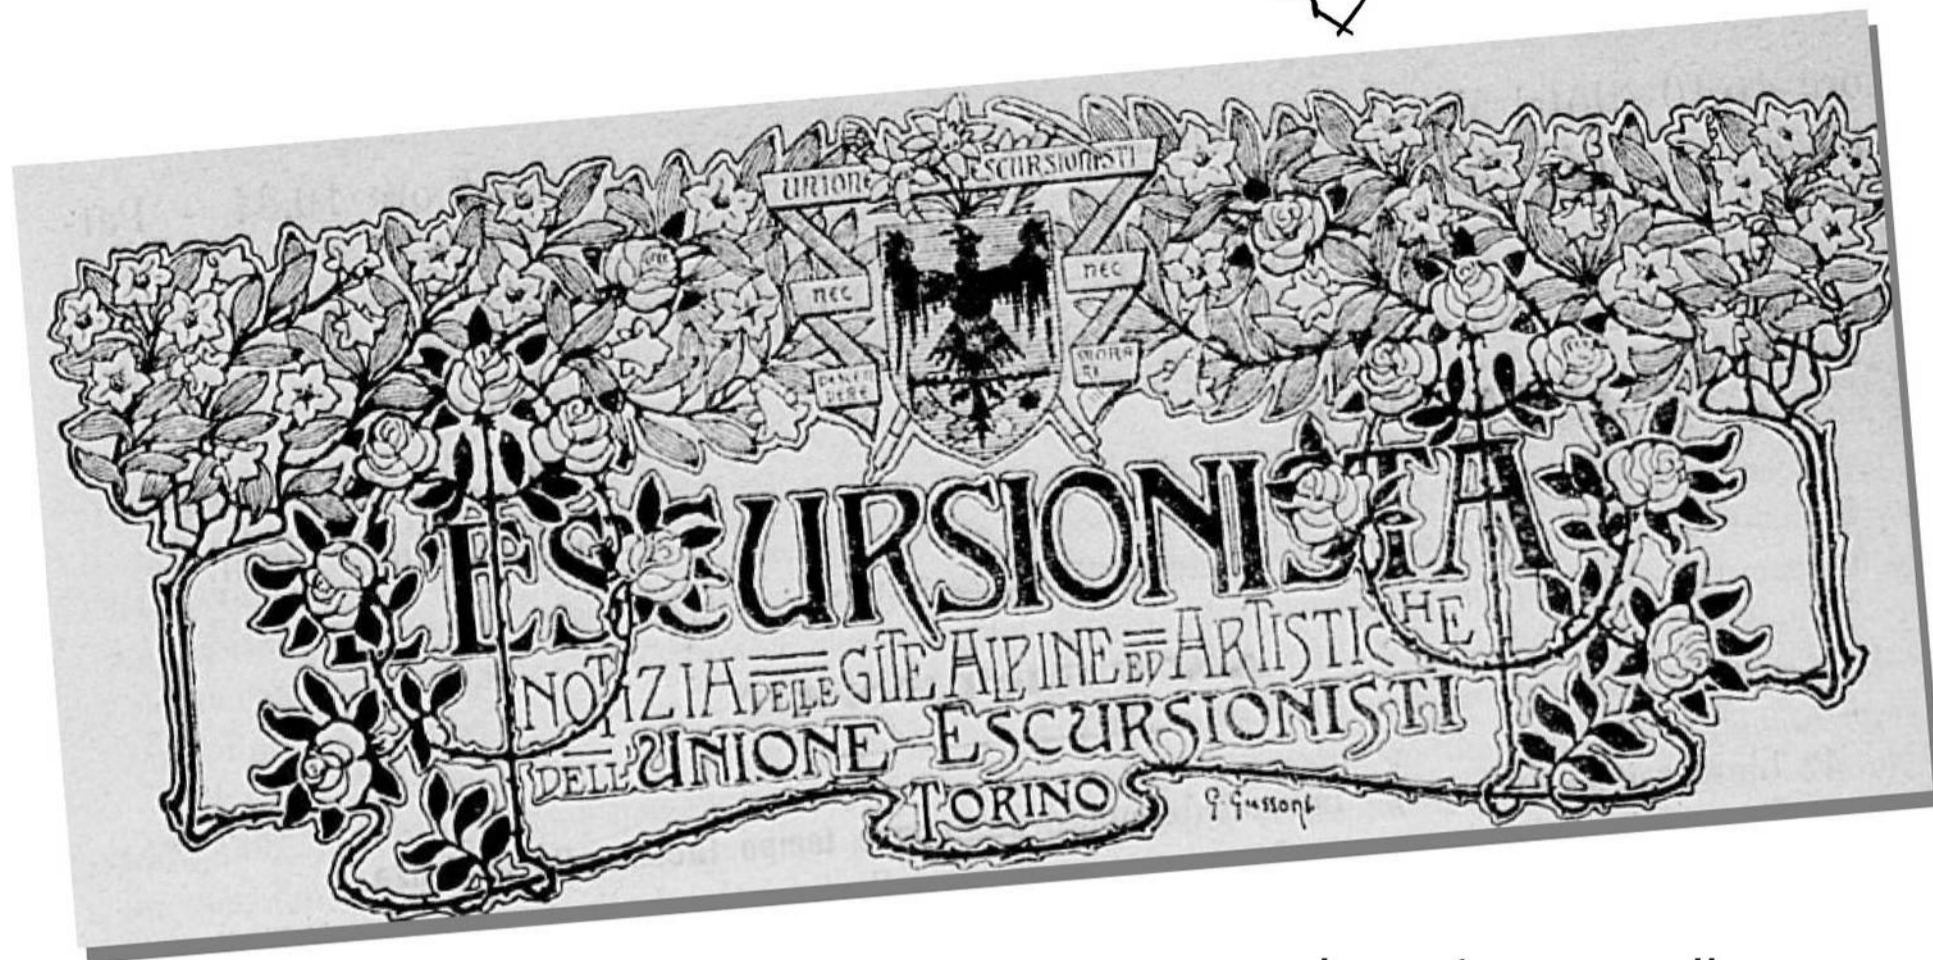 UNIONE ESCURSIONISTI
NEC NEC
L'ESCURSIONISTA
NOTIZIA DELLE GITE ALPINE ED ARTISTICHE
DELL'UNIONE-ESCURSIONISTI
TORINO
G. Gussoni